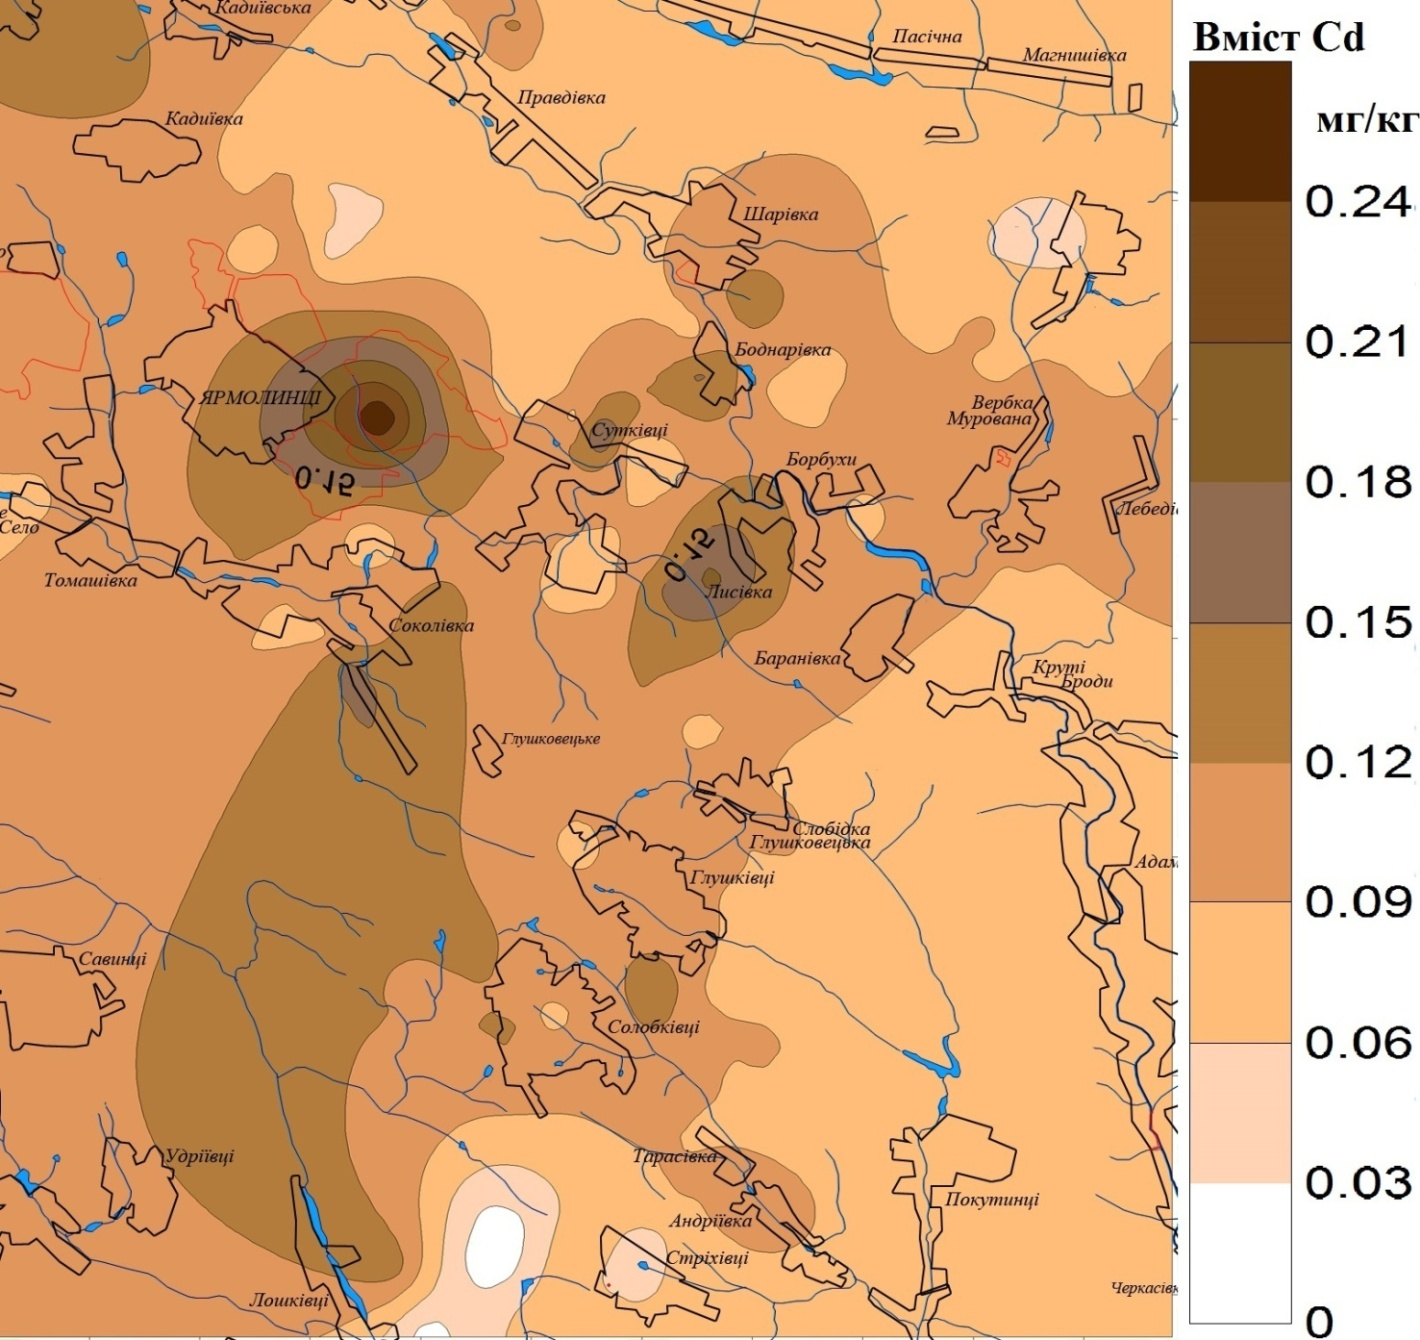 Кадиївська
Пасічна
Магнишівка
Вміст Cd
мг/кг
Правдівка
Кадиївка
Шарівка
0.24
0.21
Боднарівка
ЯРМОЛИНЦІ
Вербка
Мурована
Сутківці
Борбухи
0.15
0.18
Лебеді
е
Село
0.15
Томашівка
Лисівка
Соколівка
0.15
Баранівка
Круті
Броди
Глушковецьке
0.12
Слобідка
Глушковецька
Адам
Глушківці
0.09
Савинці
Солобківці
0.06
Удріївці
Тарасівка
0.03
Покутинці
Андріївка
Стріхівці
Черкасівк
Лошківці
0